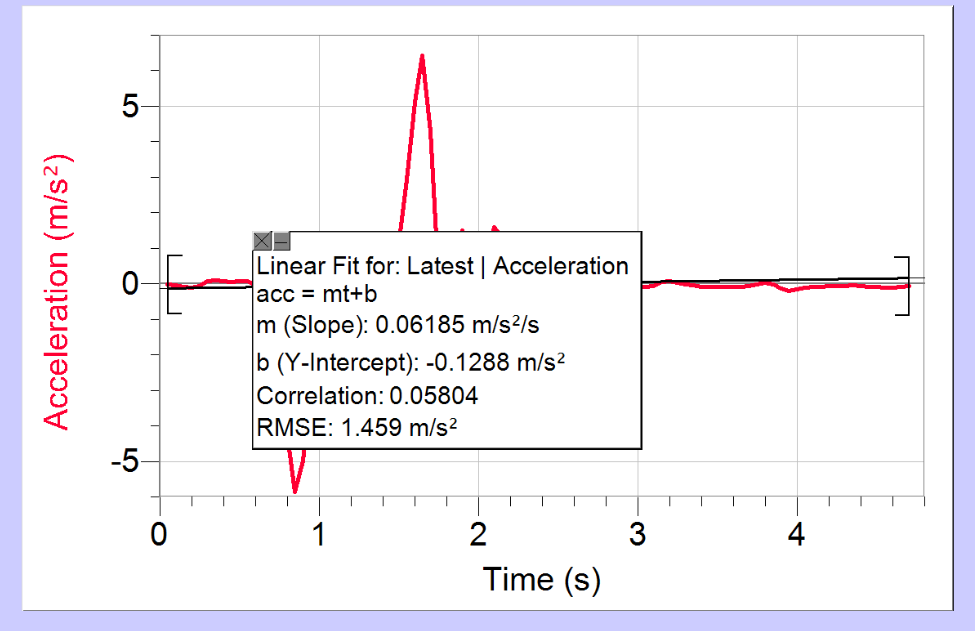 Acceleration (m/s²)
5
0
-5
Linear Fit for: Latest | Acceleration
acc = mt+b
m (Slope): 0.06185 m/s²/s
b (Y-Intercept): -0.1288 m/s²
Correlation: 0.05804
RMSE: 1.459 m/s²
0 1 2 3 4
Time (s)